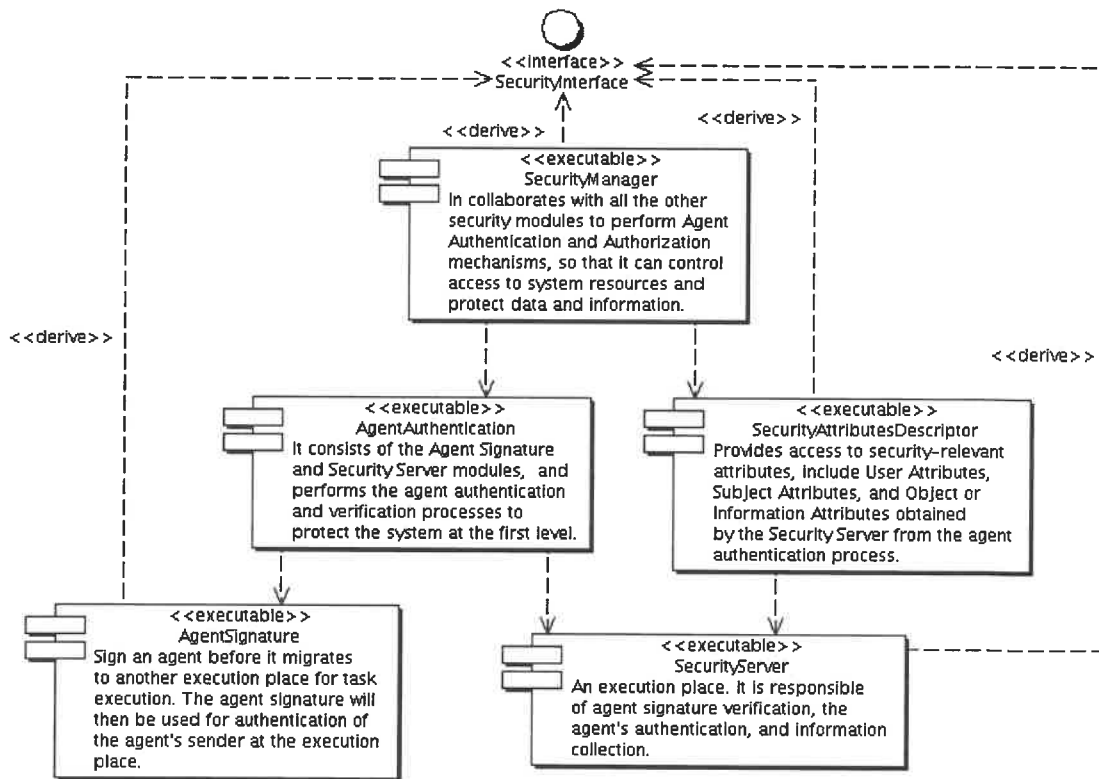 <<interface>>
SecurityInterface
<<derive>>
<<derive>>
<<executable>>
SecurityManager
In collaborates with all the other
security modules to perform Agent
Authentication and Authorization
mechanisms, so that it can control
access to system resources and
protect data and information.
<<derive>>
<<derive>>
<<executable>>
AgentAuthentication
It consists of the Agent Signature
and Security Server modules, and
performs the agent authentication
and verification processes to
protect the system at the first level.
<<executable>>
SecurityAttributesDescriptor
Provides access to security-relevant
attributes, include User Attributes,
Subject Attributes, and Object or
Information Attributes obtained
by the Security Server from the agent
authentication process.
<<executable>>
AgentSignature
Sign an agent before it migrates
to another execution place for task
execution. The agent signature will
then be used for authentication of
the agent's sender at the execution
place.
<<executable>>
SecurityServer
An execution place. It is responsible
of agent signature verification, the
agent's authentication, and information
collection.